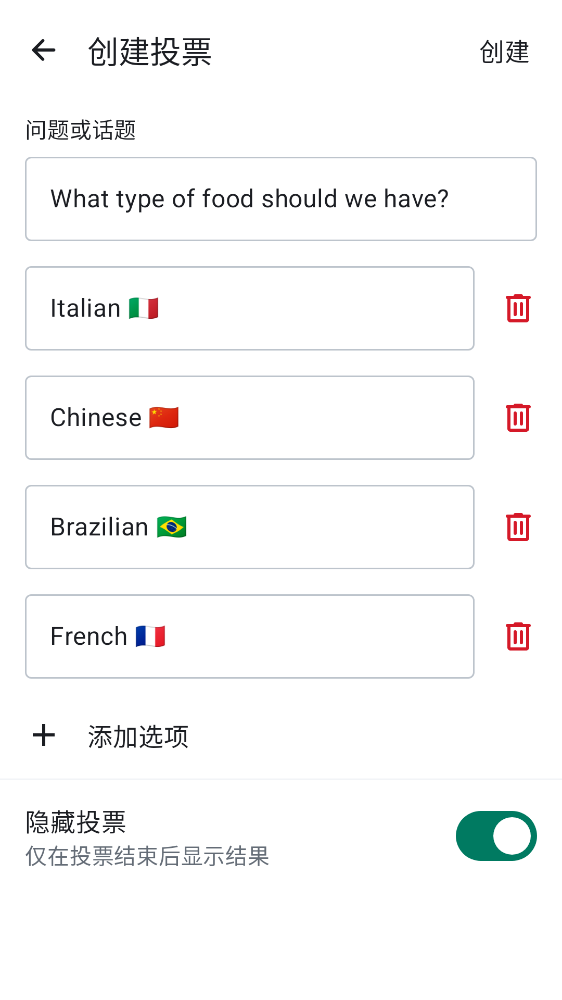 创建投票
创建
问题或话题
What type of food should we have?
Italian 🇮🇹
Chinese 🇨🇳
Brazilian 🇧🇷
French 🇫🇷
添加选项
隐藏投票
仅在投票结束后显示结果